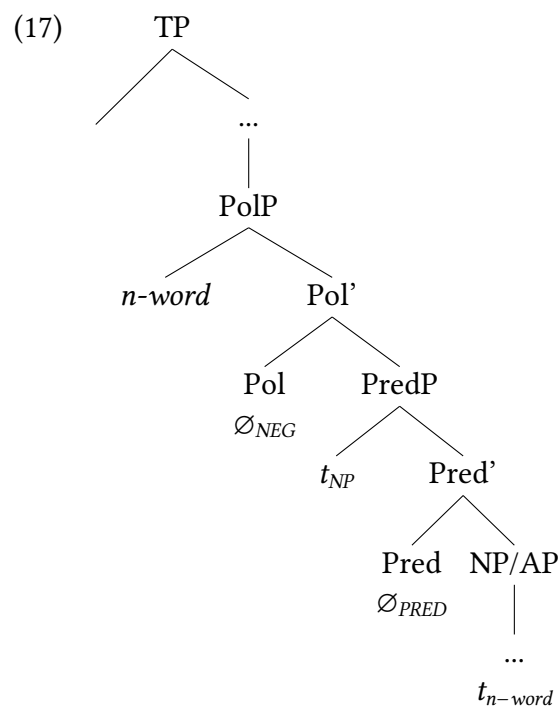 (17) TP
...
PolP
n-word Pol’
Pol PredP
∅NEG
tNP Pred’
Pred NP/AP
∅PRED
...
tn−word